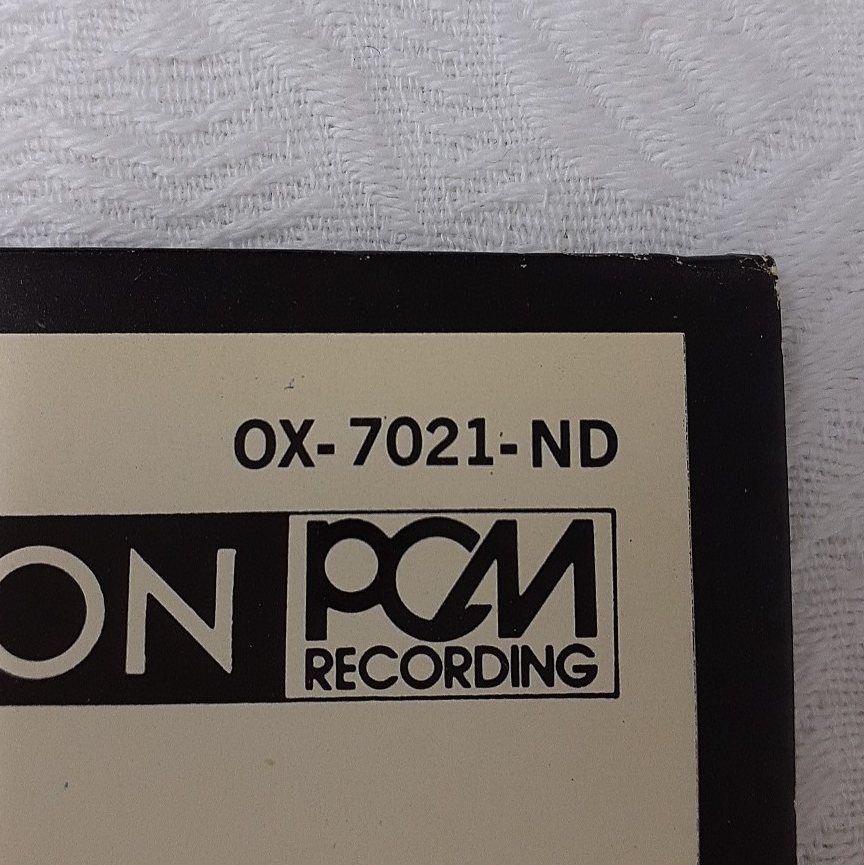 OX-7021-ND
ON PCM
RECORDING